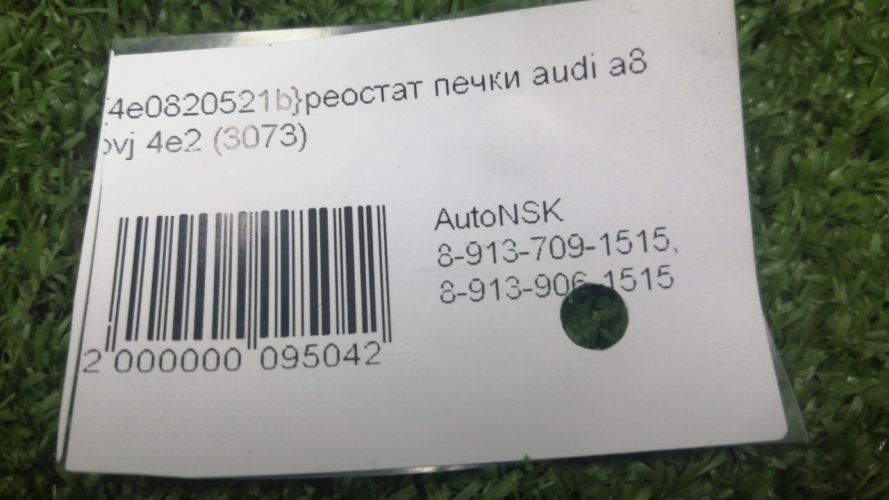 4e0820521b}реостат печки audi a8
bvj 4e2 (3073)
AutoNSK
8-913-709-1515,
8-913-906-1515
2 000000 095042